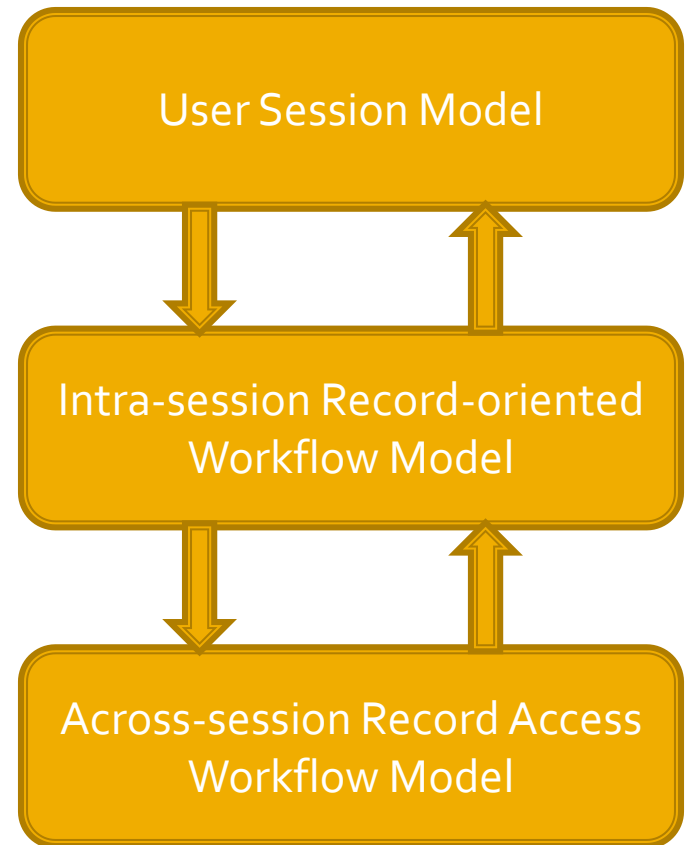 User Session Model
Intra-session Record-oriented
Workflow Model
Across-session Record Access
Workflow Model